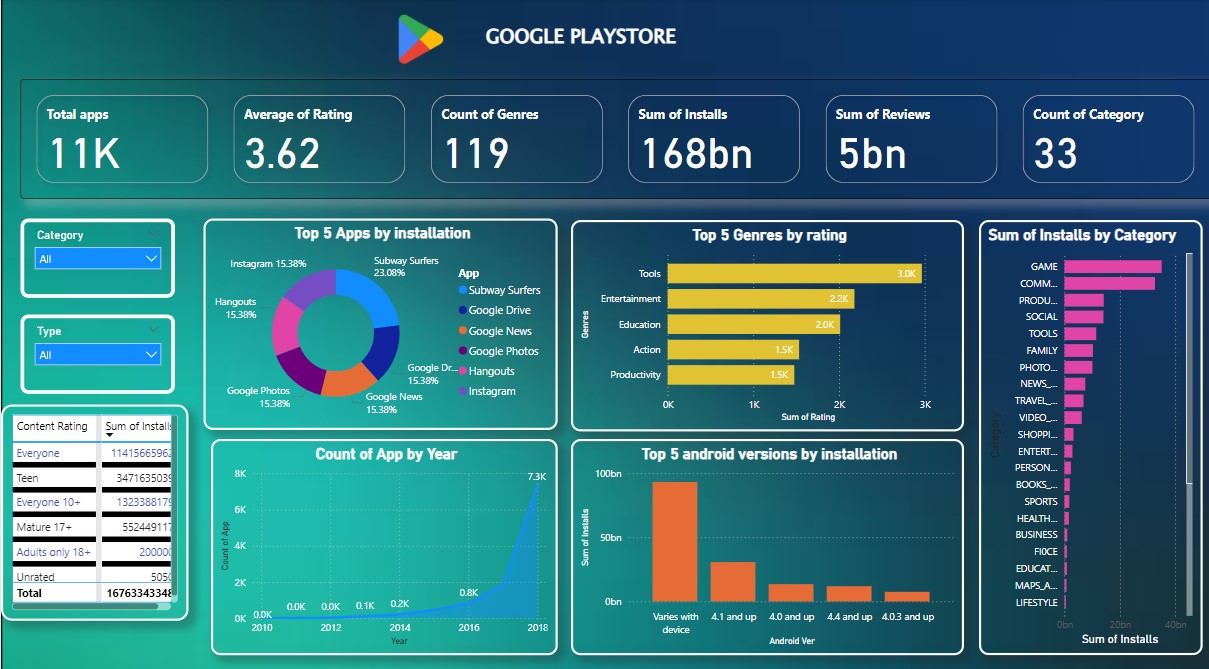 GOOGLE PLAYSTORE
Total apps
11K
Average of Rating
3.62
Count of Genres
119
Sum of Installs
168bn
Sum of Reviews
5bn
Count of Category
33
Category
All
Type
All
Content Rating Sum of Installs
Everyone 1141566596
Teen 347163503
Everyone 10+ 132338817
Mature 17+ 55244911
Adults only 18+ 20000
Unrated 505
Total 1676334334
Top 5 Apps by installation
Instagram 15.38%
Subway Surfers
23.08%
Hangouts
15.38%
Google Dr...
15.38%
Google Photos
15.38%
Google News
15.38%
App
Subway Surfers
Google Drive
Google News
Google Photos
Hangouts
Instagram
Top 5 Genres by rating
Genres
Tools 3.0K
Entertainment 2.2K
Education 2.0K
Action 1.5K
Productivity 1.5K
0K 1K 2K 3K
Sum of Rating
Sum of Installs by Category
Category
GAME
COMM...
PRODU...
SOCIAL
TOOLS
FAMILY
PHOTO...
NEWS_...
TRAVEL_...
VIDEO_...
SHOPPI...
ENTERT...
PERSON...
BOOKS_...
SPORTS
HEALTH...
BUSINESS
FI0CE
EDUCAT...
MAPS_A...
LIFESTYLE
0bn 20bn 40bn
Sum of Installs
Count of App by Year
Count of App
8K
6K
4K
2K
0K
0.0K 0.0K 0.0K 0.1K 0.2K 0.8K 7.3K
2010 2012 2014 2016 2018
Year
Top 5 android versions by installation
Sum of Installs
100bn
50bn
0bn
Varies with
device
4.1 and up 4.0 and up 4.4 and up 4.0.3 and up
Android Ver